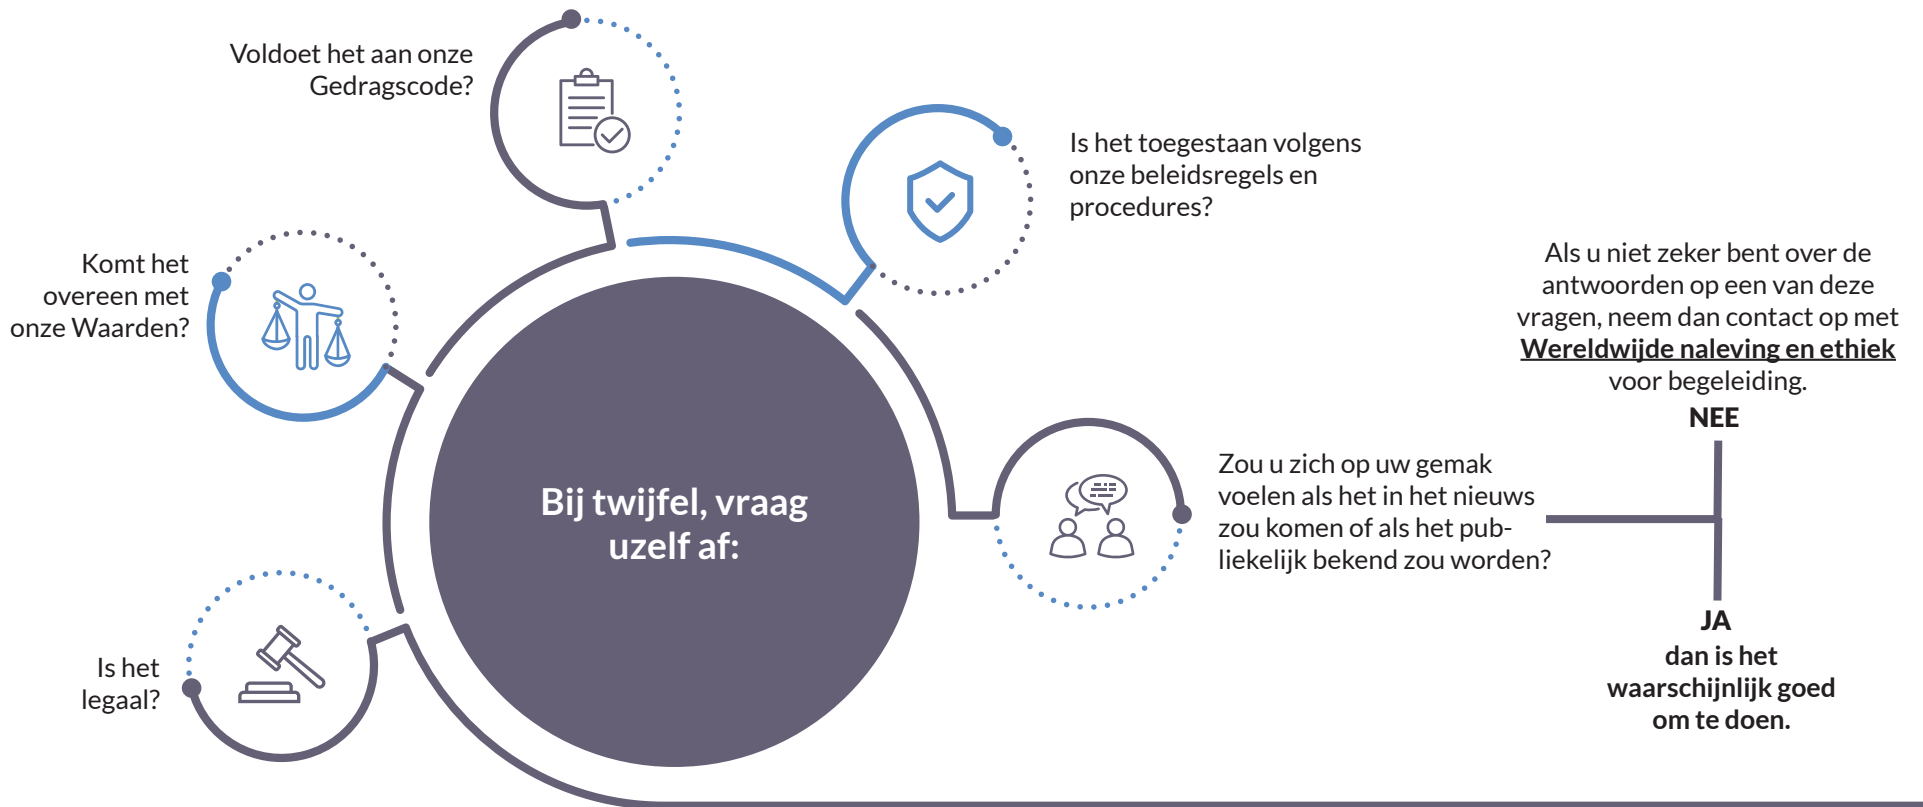 Voldoet het aan onze
Gedragscode?
Is het toegestaan volgens
onze beleidsregels en
procedures?
Komt het
overeen met
onze Waarden?
Als u niet zeker bent over de
antwoorden op een van deze
vragen, neem dan contact op met
Wereldwijde naleving en ethiek
voor begeleiding.
NEE
Bij twijfel, vraag
uzelf af:
Zou u zich op uw gemak
voelen als het in het nieuws
zou komen of als het pub-
liekelijk bekend zou worden?
Is het
legaal?
JA
dan is het
waarschijnlijk goed
om te doen.